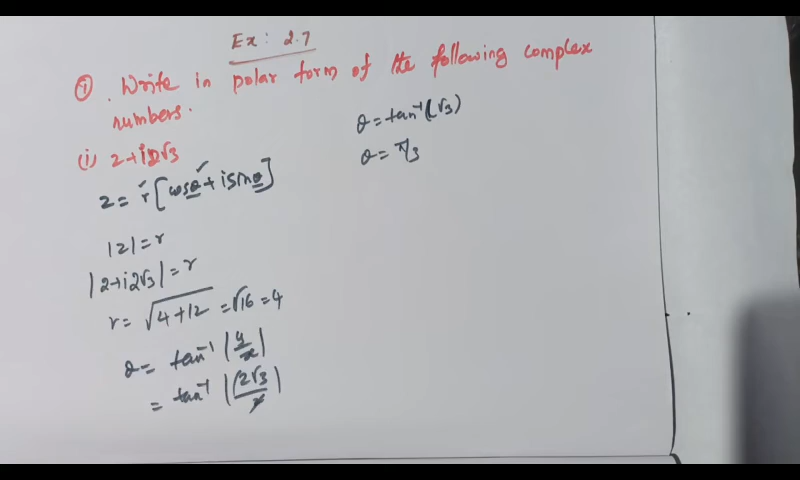 Ex: 2.7
① . Write in polar form of the following complex
numbers.
(i) 2+i2√3
z = r [cosθ + i sinθ]
|z| = r
|2+i2√3| = r
r = √4+12 = √16 = 4
θ = tan⁻¹ |y/x|
= tan⁻¹ |(2√3/2)|
θ = tan⁻¹(√3)
θ = π/3